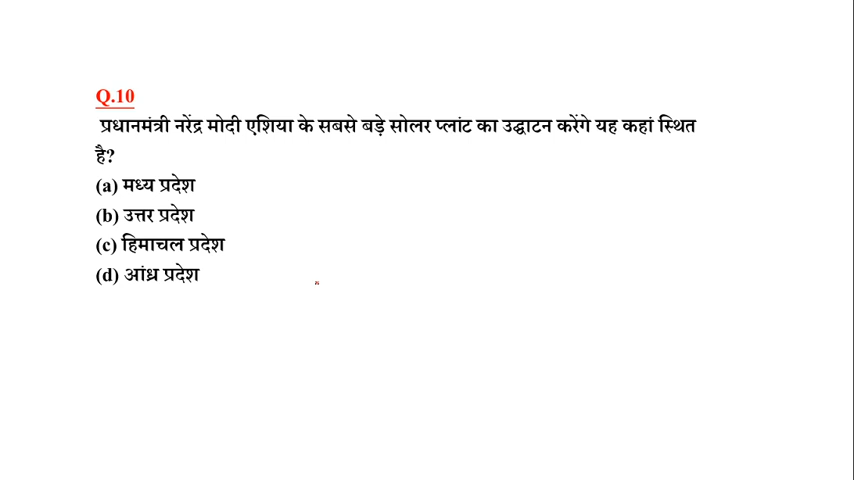 Q.10
प्रधानमंत्री नरेंद्र मोदी एशिया के सबसे बड़े सोलर प्लांट का उद्घाटन करेंगे यह कहां स्थित
है?
(a) मध्य प्रदेश
(b) उत्तर प्रदेश
(c) हिमाचल प्रदेश
(d) आंध्र प्रदेश